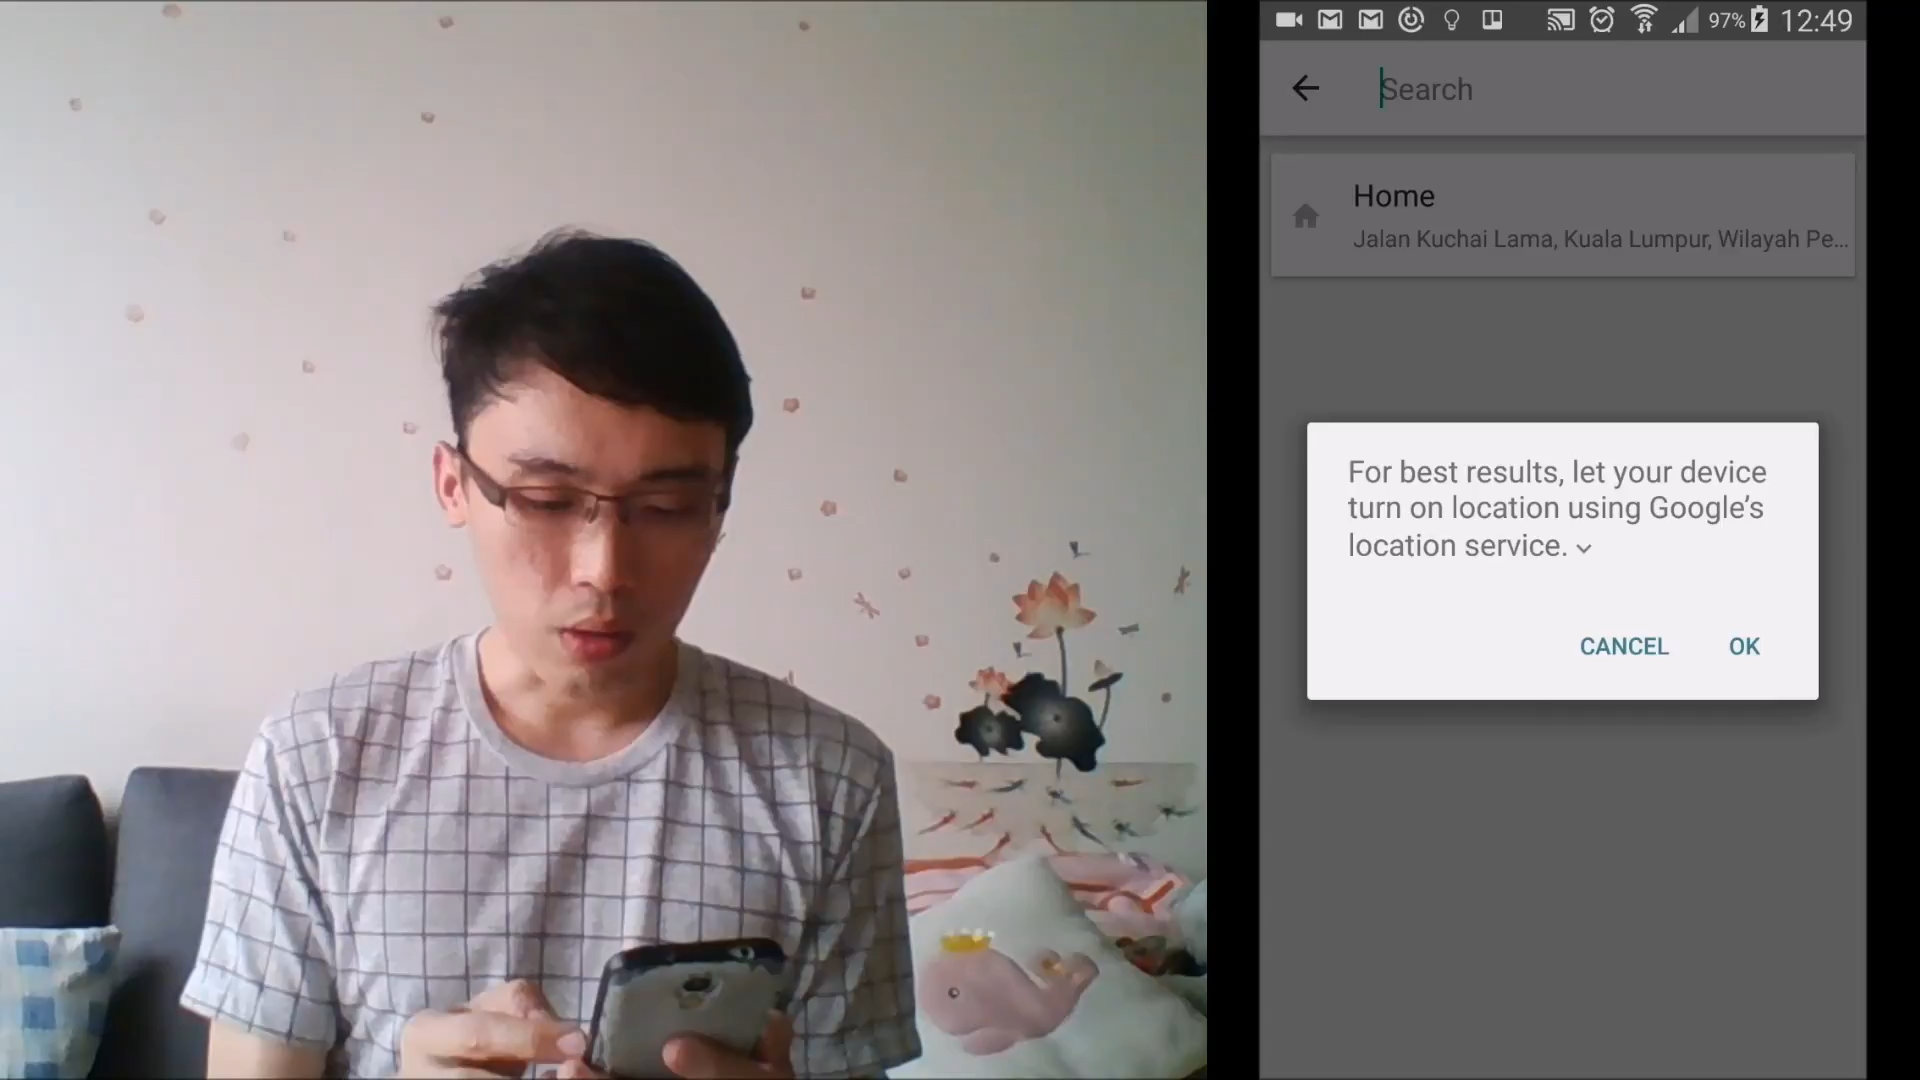 97% 12:49
Search
Home
Jalan Kuchai Lama, Kuala Lumpur, Wilayah Pe...
For best results, let your device
turn on location using Google’s
location service.
CANCEL OK